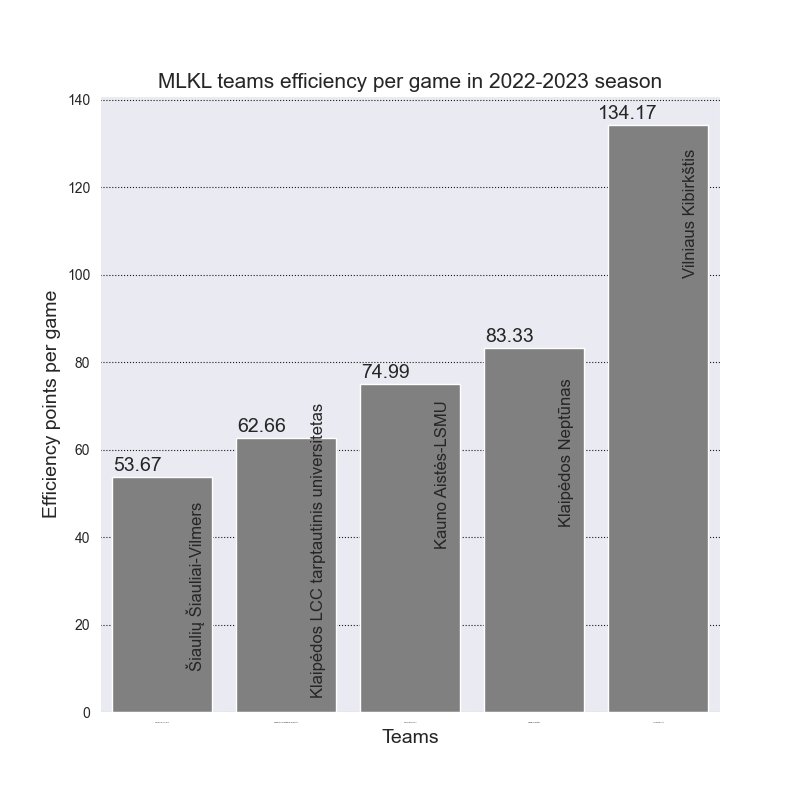 MLKL teams efficiency per game in 2022-2023 season
Efficiency points per game
140
120
100
80
60
40
20
0
53.67
62.66
74.99
83.33
134.17
Šiaulių Šiauliai-Vilmers
Klaipėdos LCC tarptautinis universitetas
Kauno Aistės-LSMU
Klaipėdos Neptūnas
Vilniaus Kibirkštis
Teams